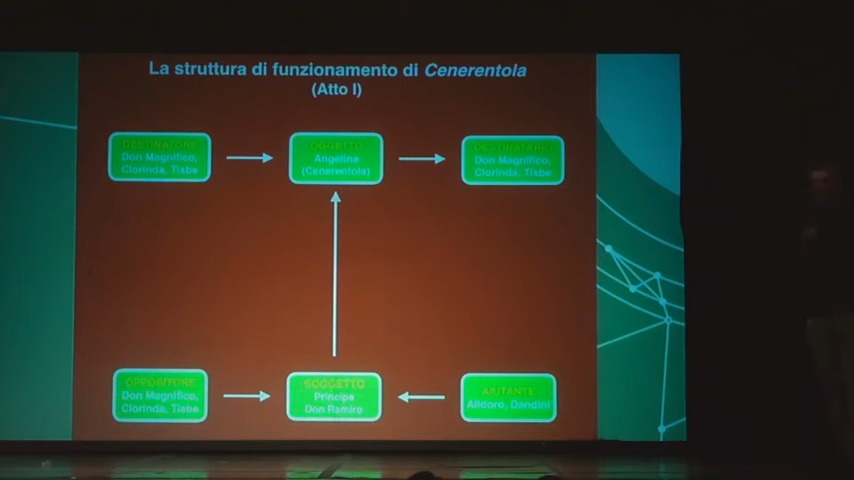 La struttura di funzionamento di Cenerentola
(Atto I)
DESTINATORE
Don Magnifico,
Clorinda, Tisbe
OGGETTO
Angelina
(Cenerentola)
DESTINATARIO
Don Magnifico,
Clorinda, Tisbe
OPPOSITORE
Don Magnifico,
Clorinda, Tisbe
SOGGETTO
Principe
Don Ramiro
AIUTANTE
Alidoro, Dandini